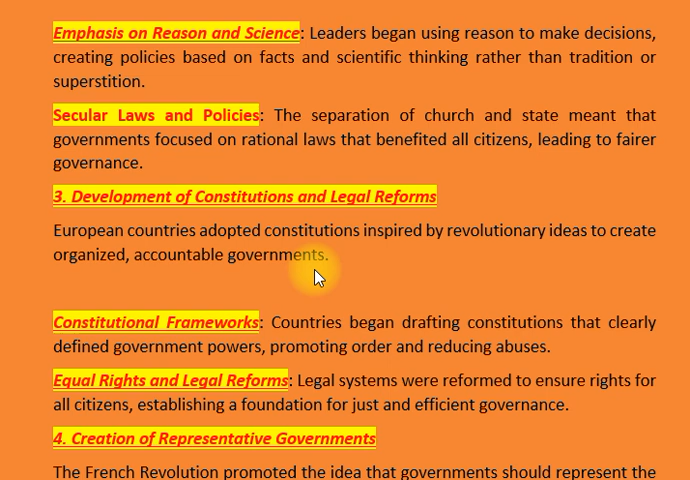 Emphasis on Reason and Science: Leaders began using reason to make decisions,
creating policies based on facts and scientific thinking rather than tradition or
superstition.
Secular Laws and Policies: The separation of church and state meant that
governments focused on rational laws that benefited all citizens, leading to fairer
governance.
3. Development of Constitutions and Legal Reforms
European countries adopted constitutions inspired by revolutionary ideas to create
organized, accountable governments.
Constitutional Frameworks: Countries began drafting constitutions that clearly
defined government powers, promoting order and reducing abuses.
Equal Rights and Legal Reforms: Legal systems were reformed to ensure rights for
all citizens, establishing a foundation for just and efficient governance.
4. Creation of Representative Governments
The French Revolution promoted the idea that governments should represent the